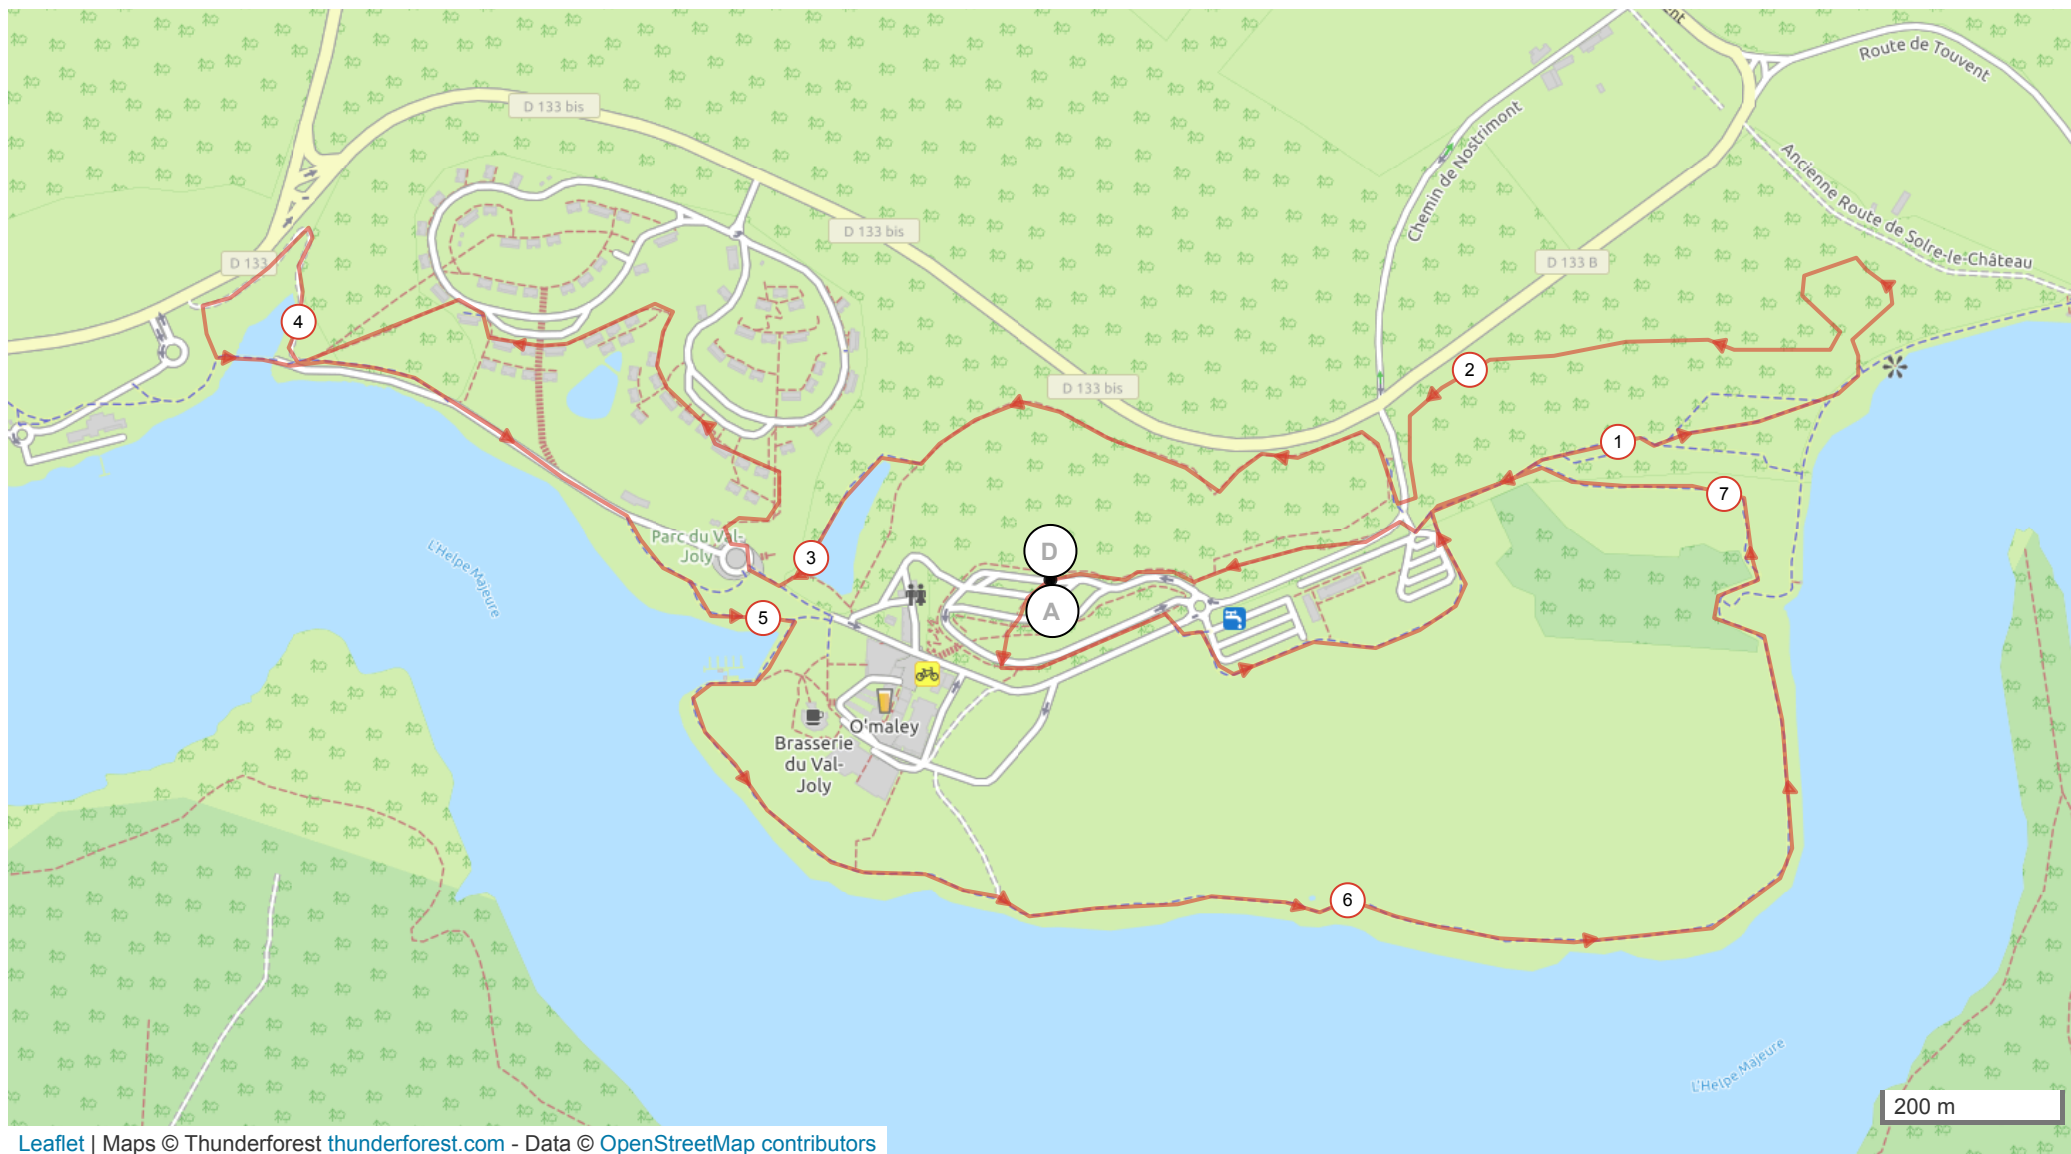 Route de Touvent
D 133 bis
Chemin de Nostrimont
Ancienne Route de Solre-le-Château
D 133 bis
D 133
D 133 B
4
2
D 133 bis
1
7
Parc du Val-
Joly
3
D
A
5
L'Helpe Majeure
O'maley
Brasserie
du Val-
Joly
6
L'Helpe Majeure
200 m
Leaflet | Maps © Thunderforest thunderforest.com - Data © OpenStreetMap contributors